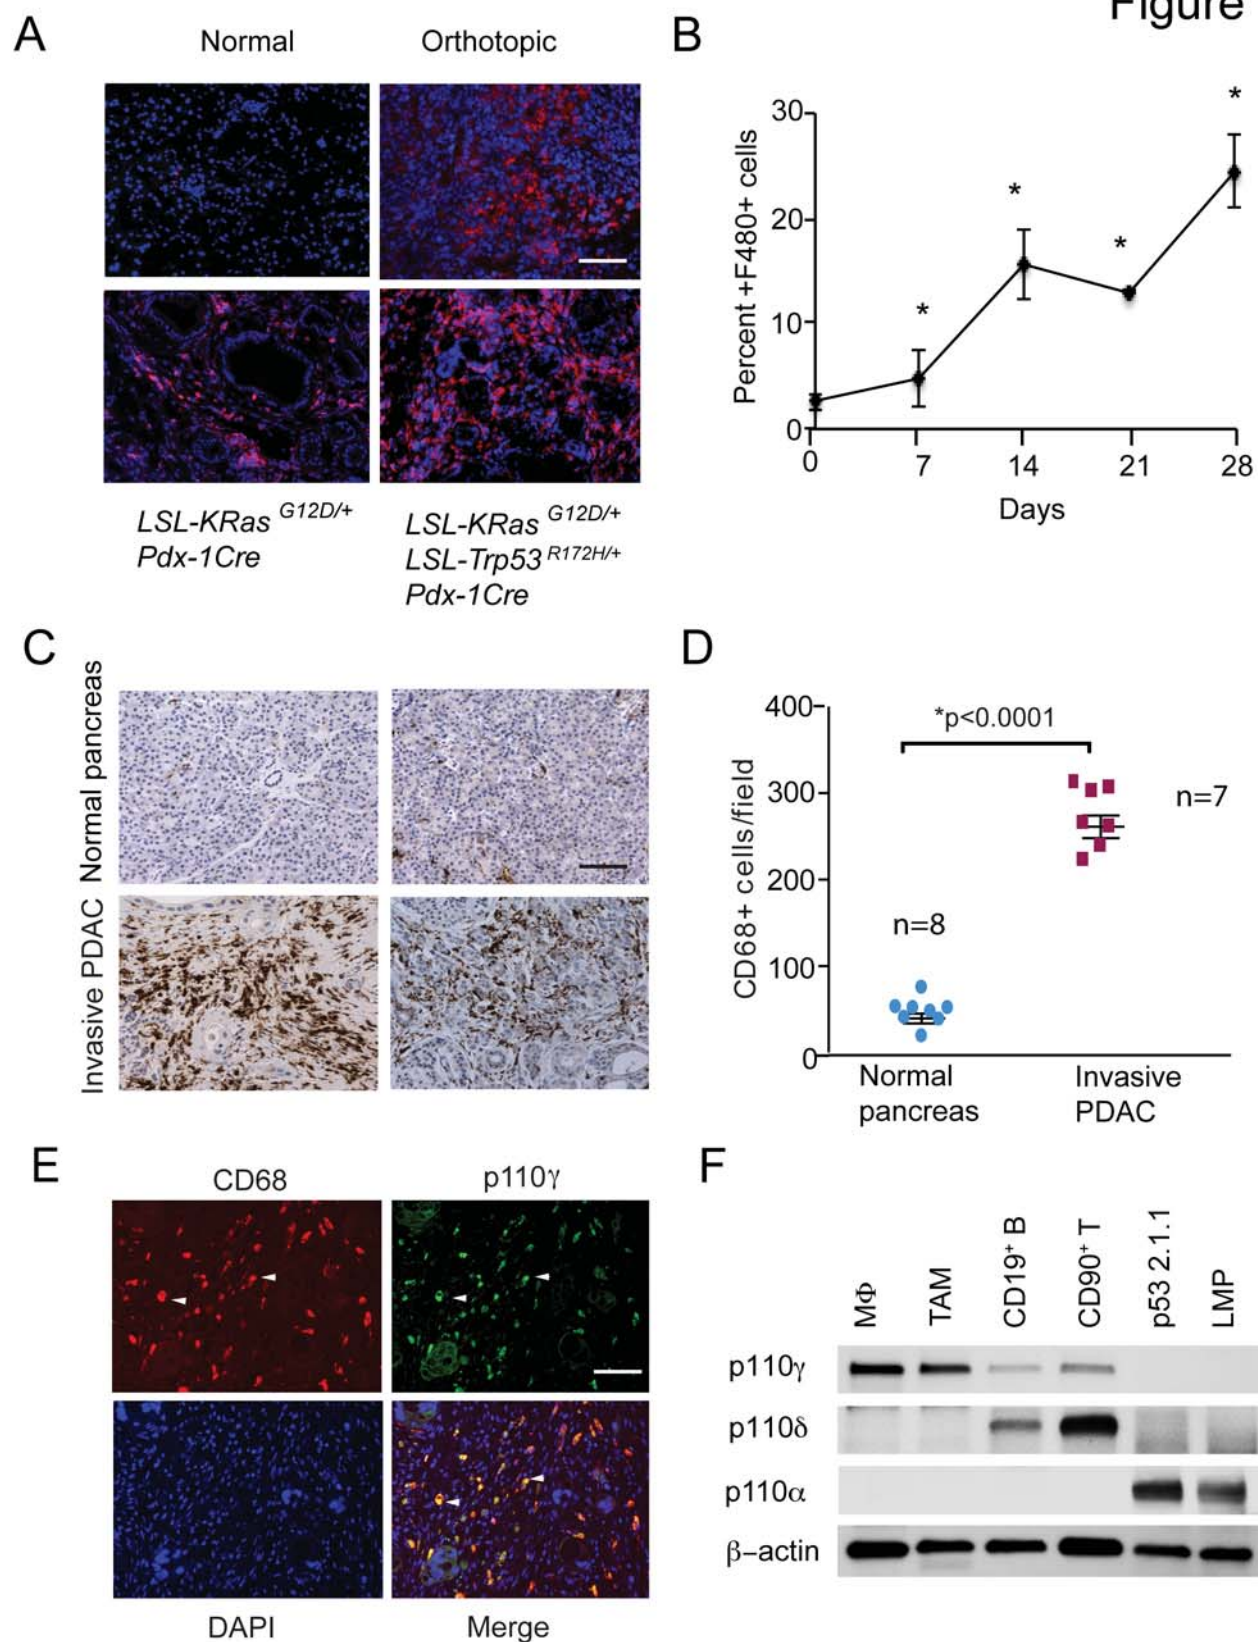 Figure
A
Normal
Orthotopic
LSL-KRas G12D/+
Pdx-1Cre
LSL-KRas G12D/+
LSL-Trp53 R172H/+
Pdx-1Cre
B
Percent +F480+ cells
30
20
10
0
0 7 14 21 28
Days
*
*
*
*
C
Normal pancreas
Invasive PDAC
D
CD68+ cells/field
400
300
200
100
0
*p<0.0001
n=7
n=8
Normal
pancreas
Invasive
PDAC
E
CD68
p110γ
DAPI
Merge
F
MΦ
TAM
CD19+ B
CD90+ T
p53 2.1.1
LMP
p110γ
p110δ
p110α
β–actin